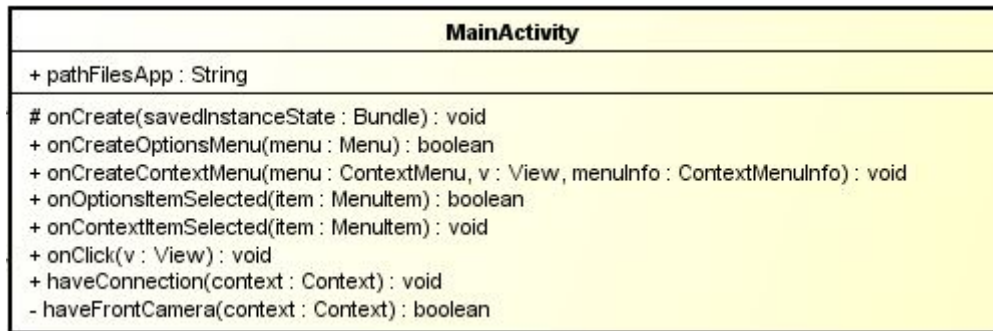 MainActivity
+ pathFilesApp : String
# onCreate(savedInstanceState : Bundle) : void
+ onCreateOptionsMenu(menu : Menu) : boolean
+ onCreateContextMenu(menu : ContextMenu, v : View, menuInfo : ContextMenuInfo) : void
+ onOptionsItemSelected(item : MenuItem) : boolean
+ onContextItemSelected(item : MenuItem) : void
+ onClick(v : View) : void
+ haveConnection(context : Context) : void
- haveFrontCamera(context : Context) : boolean